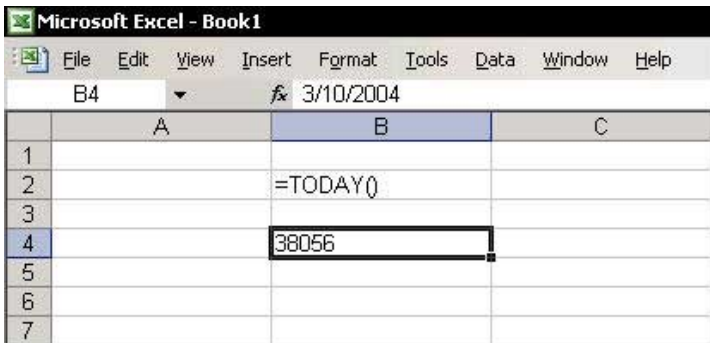 Microsoft Excel - Book1
File Edit View Insert Format Tools Data Window Help
B4 fx 3/10/2004
A B C
1
2 =TODAY()
3
4 38056
5
6
7